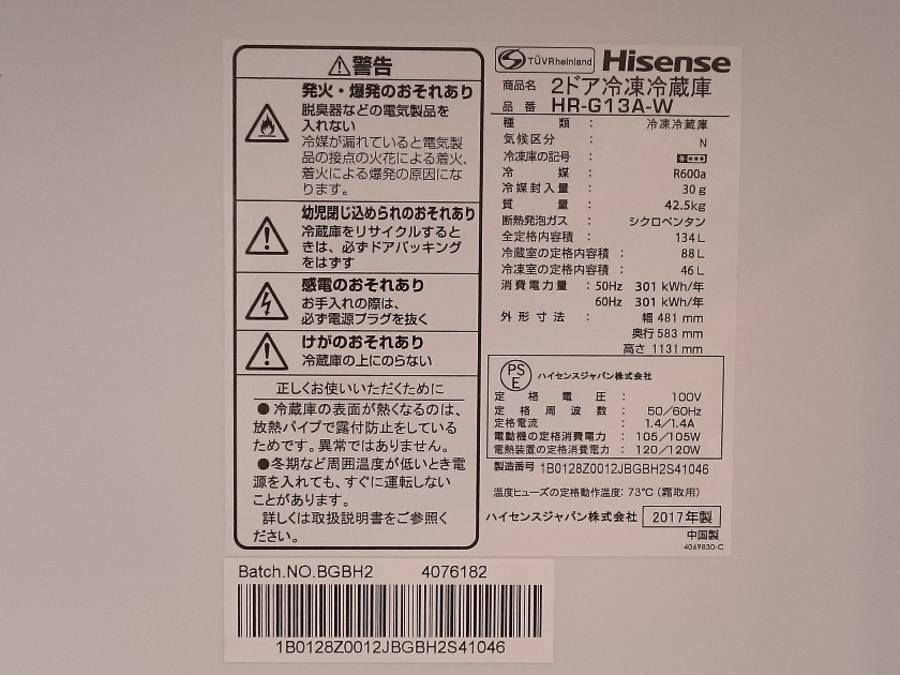 ⚠警告
発火・爆発のおそれあり
脱臭器などの電気製品を
入れない
冷媒が漏れていると電気製
品の接点の火花による着火、
着火による爆発の原因にな
ります。
幼児閉じ込められのおそれあり
冷蔵庫をリサイクルすると
きは、必ずドアパッキング
をはずす
感電のおそれあり
お手入れの際は、
必ず電源プラグを抜く
けがのおそれあり
冷蔵庫の上にのらない
正しくお使いいただくために
●冷蔵庫の表面が熱くなるのは、
放熱パイプで露付防止をしている
ためです。異常ではありません。
●冬期など周囲温度が低いとき電
源を入れても、すぐに運転しない
ことがあります。
詳しくは取扱説明書をご参照く
ださい。
TÜVRheinland Hisense
商品名 2ドア冷凍冷蔵庫
品番 HR-G13A-W
種類 : 冷凍冷蔵庫
気候区分 : N
冷凍庫の記号 : ****
冷媒 : R600a
冷媒封入量 : 30g
質量 : 42.5kg
断熱発泡ガス : シクロペンタン
全定格内容積 : 134L
冷蔵室の定格内容積 : 88L
冷凍室の定格内容積 : 46L
消費電力量 : 50Hz 301 kWh/年
60Hz 301 kWh/年
外形寸法 : 幅 481 mm
奥行 583 mm
高さ 1131 mm
PSE ハイセンスジャパン株式会社
定格電圧 : 100V
定格周波数 : 50/60Hz
定格電流 : 1.4/1.4A
電動機の定格消費電力 : 105/105W
電熱装置の定格消費電力 : 120/120W
製造番号 1B0128Z0012JBGBH2S41046
温度ヒューズの定格動作温度: 73℃ (霜取用)
ハイセンスジャパン株式会社 2017年製
中国製
4069830-C
Batch.NO.BGBH2 4076182
1B0128Z0012JBGBH2S41046